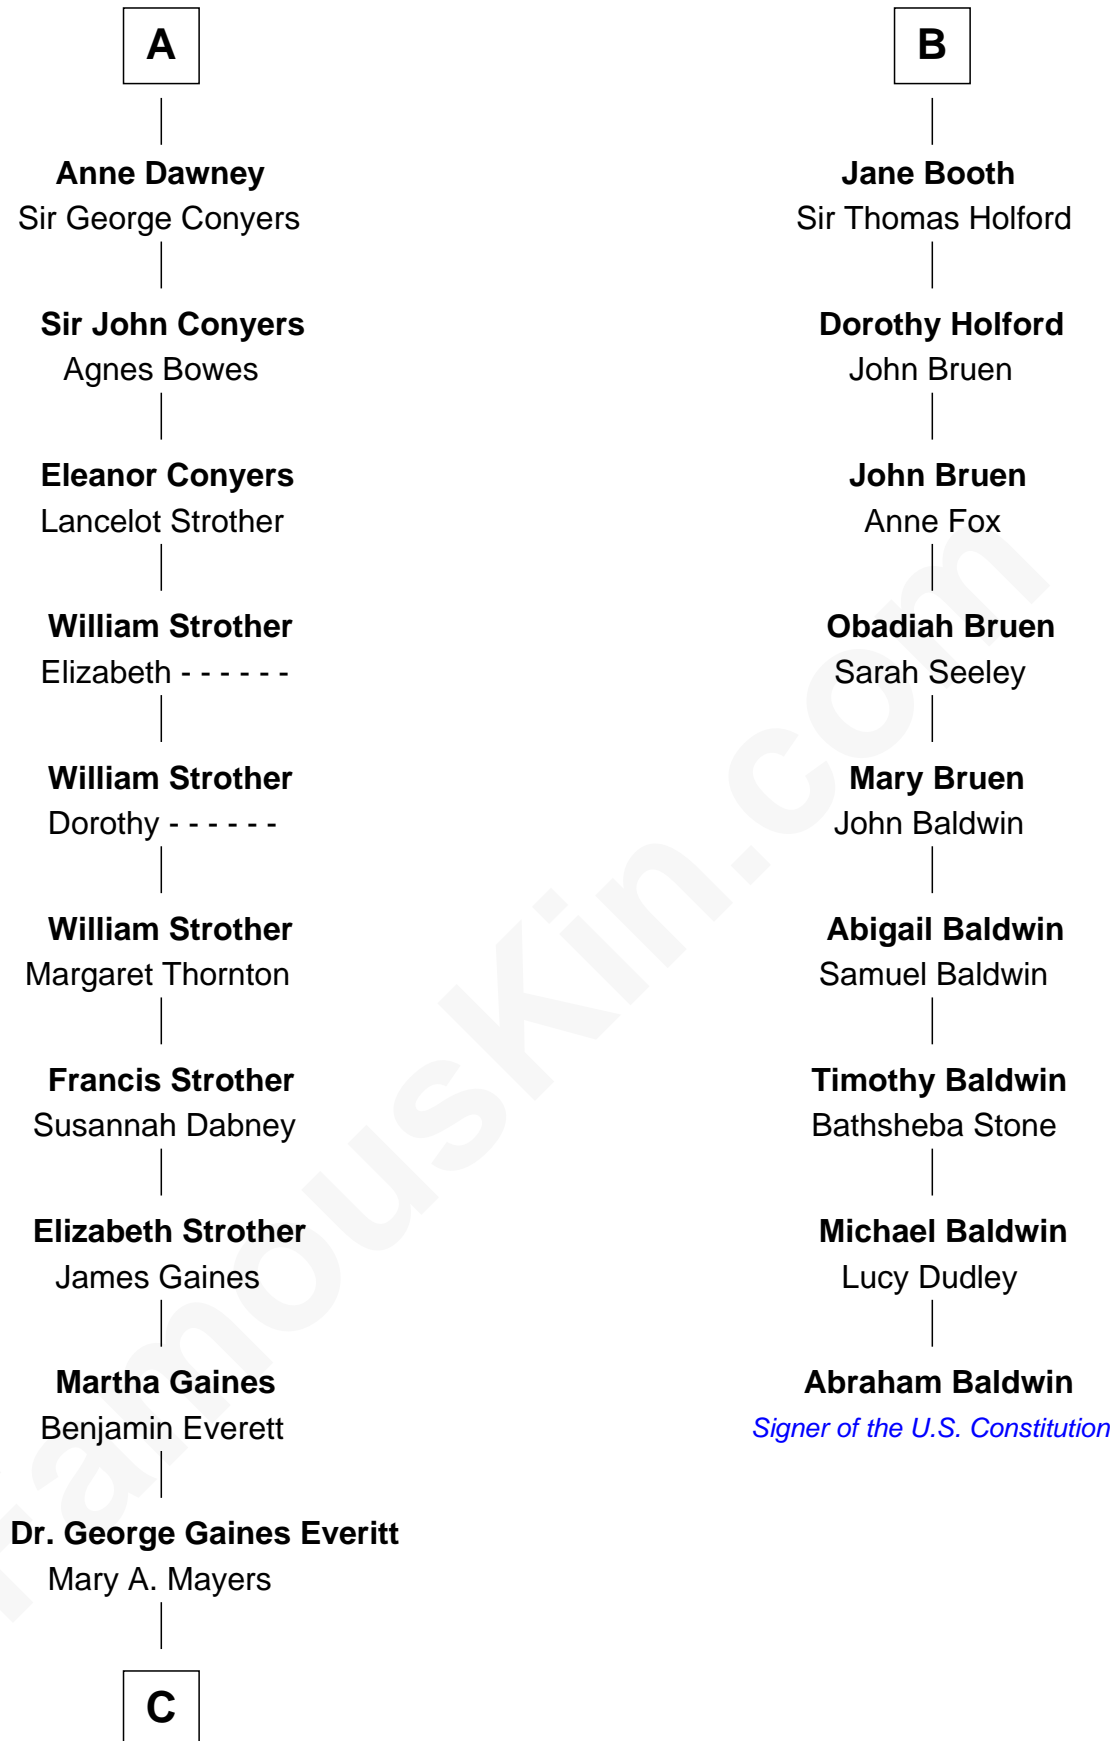 A
Anne Dawney
Sir George Conyers
Sir John Conyers
Agnes Bowes
Eleanor Conyers
Lancelot Strother
William Strother
Elizabeth - - - - - -
William Strother
Dorothy - - - - - -
William Strother
Margaret Thornton
Francis Strother
Susannah Dabney
Elizabeth Strother
James Gaines
Martha Gaines
Benjamin Everett
Dr. George Gaines Everitt
Mary A. Mayers
C
B
Jane Booth
Sir Thomas Holford
Dorothy Holford
John Bruen
John Bruen
Anne Fox
Obadiah Bruen
Sarah Seeley
Mary Bruen
John Baldwin
Abigail Baldwin
Samuel Baldwin
Timothy Baldwin
Bathsheba Stone
Michael Baldwin
Lucy Dudley
Abraham Baldwin
Signer of the U.S. Constitution
FamousKin.com